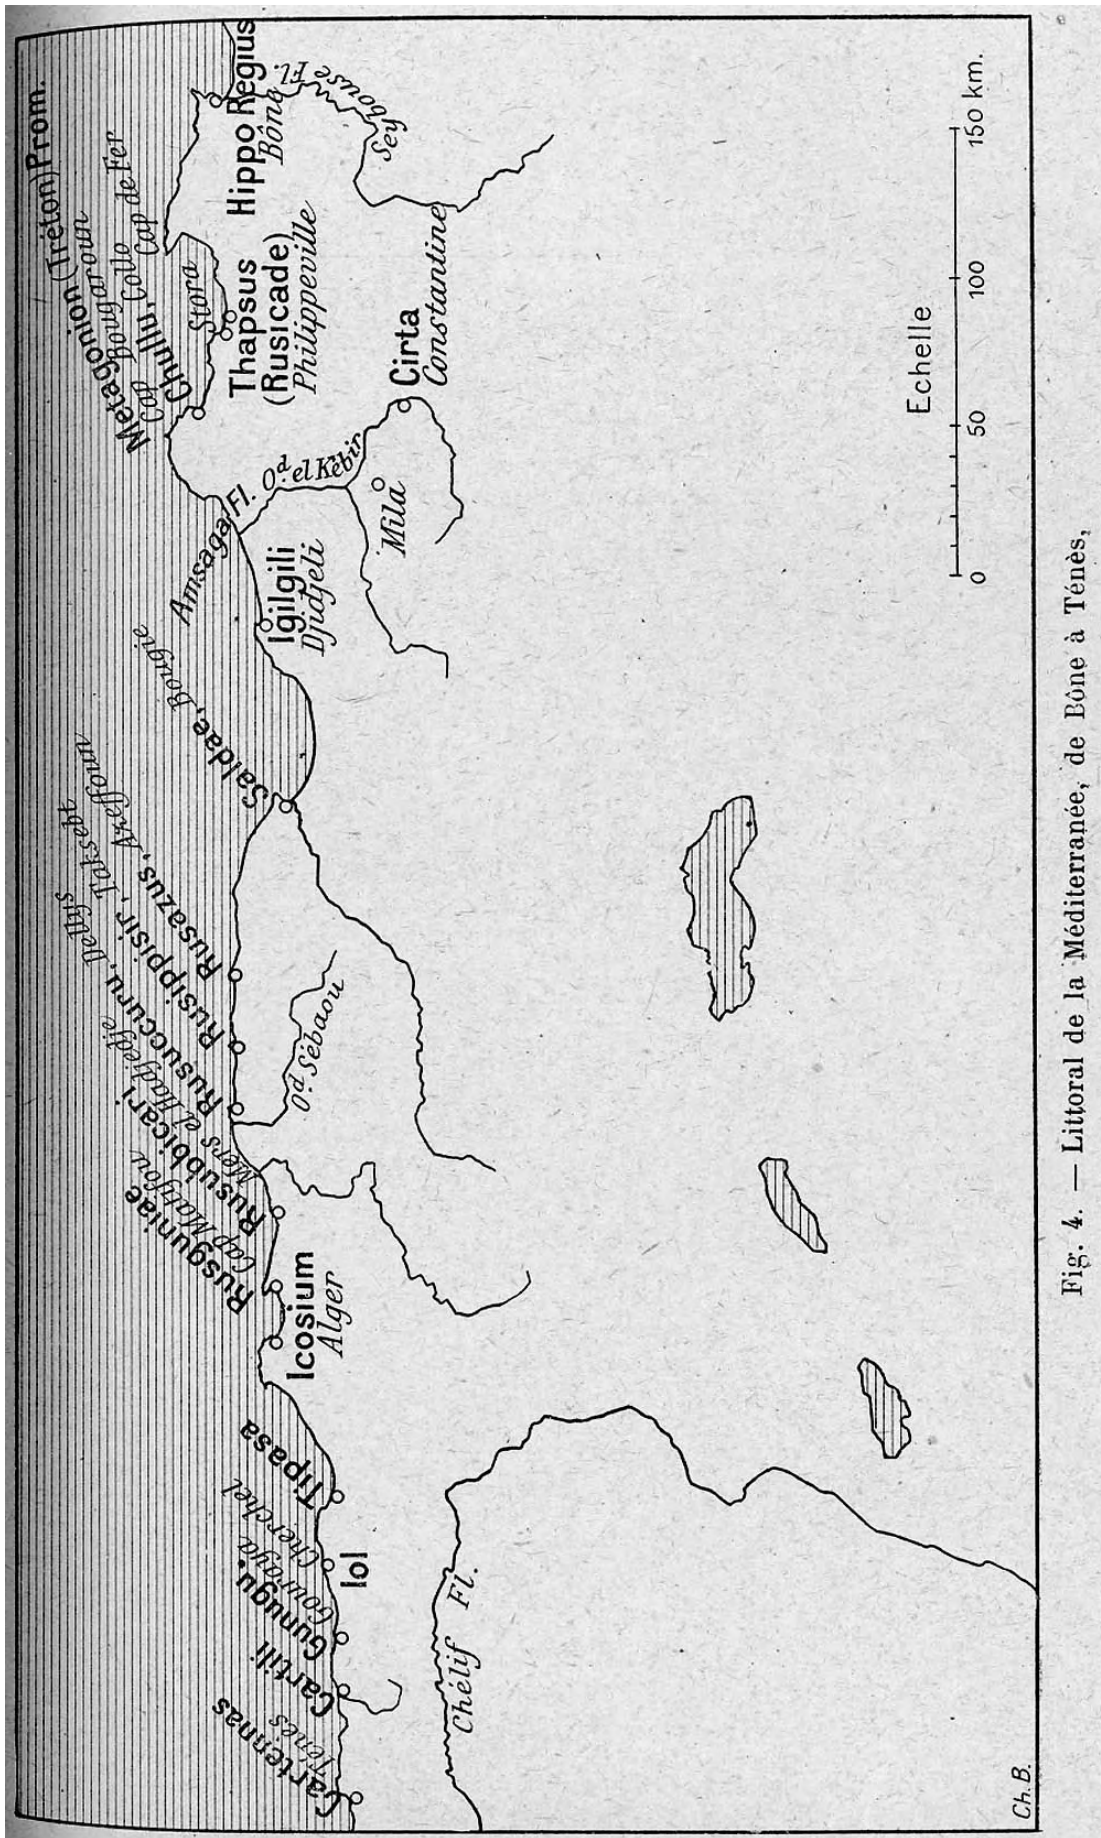 Metagonion (Tréton) Prom.
Cap Bougaroun
Chullu, Collo
Cap de Fer
Stora
Hippo Regius
Bône
Seybouse Fl.
Thapsus
(Rusicade)
Philippeville
Cirta
Constantine
Amsaga Fl.
Od. el Kébir
Mila
Igilgili
Djidjeli
Saldae, Bougie
Rusazus, Azeffoun
Rusippisir, Taksebt
Rusuccuru, Dellys
Rusubbicari
Mers el Hadjedje
Rusguniae
Cap Matifou
Od. Sébaou
Icosium
Alger
Tipasa
Cherchel
Iol
Gunugu.
Gouraya
Cartili
Cartennas
Ténès
Chélif Fl.
Echelle
0 50 100 150 km.
Ch. B.
Fig. 4. — Littoral de la Méditerranée, de Bône à Ténès,